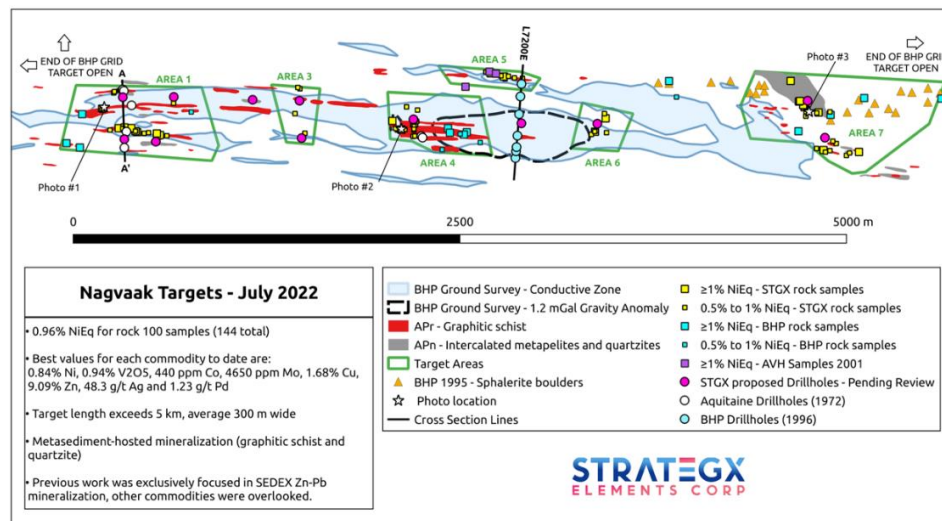 L7200E
Photo #3
END OF BHP GRID
TARGET OPEN
A
AREA 1
AREA 3
AREA 5
END OF BHP GRID
TARGET OPEN
AREA 4
AREA 6
AREA 7
A'
Photo #1
Photo #2
0
2500
5000 m
Nagvaak Targets - July 2022
• 0.96% NiEq for rock 100 samples (144 total)
• Best values for each commodity to date are:
0.84% Ni, 0.94% V2O5, 440 ppm Co, 4650 ppm Mo, 1.68% Cu,
9.09% Zn, 48.3 g/t Ag and 1.23 g/t Pd
• Target length exceeds 5 km, average 300 m wide
• Metasediment-hosted mineralization (graphitic schist and
quartzite)
• Previous work was exclusively focused in SEDEX Zn-Pb
mineralization, other commodities were overlooked.
BHP Ground Survey - Conductive Zone
BHP Ground Survey - 1.2 mGal Gravity Anomaly
APr - Graphitic schist
APn - Intercalated metapelites and quartzites
Target Areas
BHP 1995 - Sphalerite boulders
Photo location
Cross Section Lines
≥1% NiEq - STGX rock samples
0.5% to 1% NiEq - STGX rock samples
≥1% NiEq - BHP rock samples
0.5% to 1% NiEq - BHP rock samples
≥1% NiEq - AVH Samples 2001
STGX proposed Drillholes - Pending Review
Aquitaine Drillholes (1972)
BHP Drillholes (1996)
STRATEGX
ELEMENTS CORP